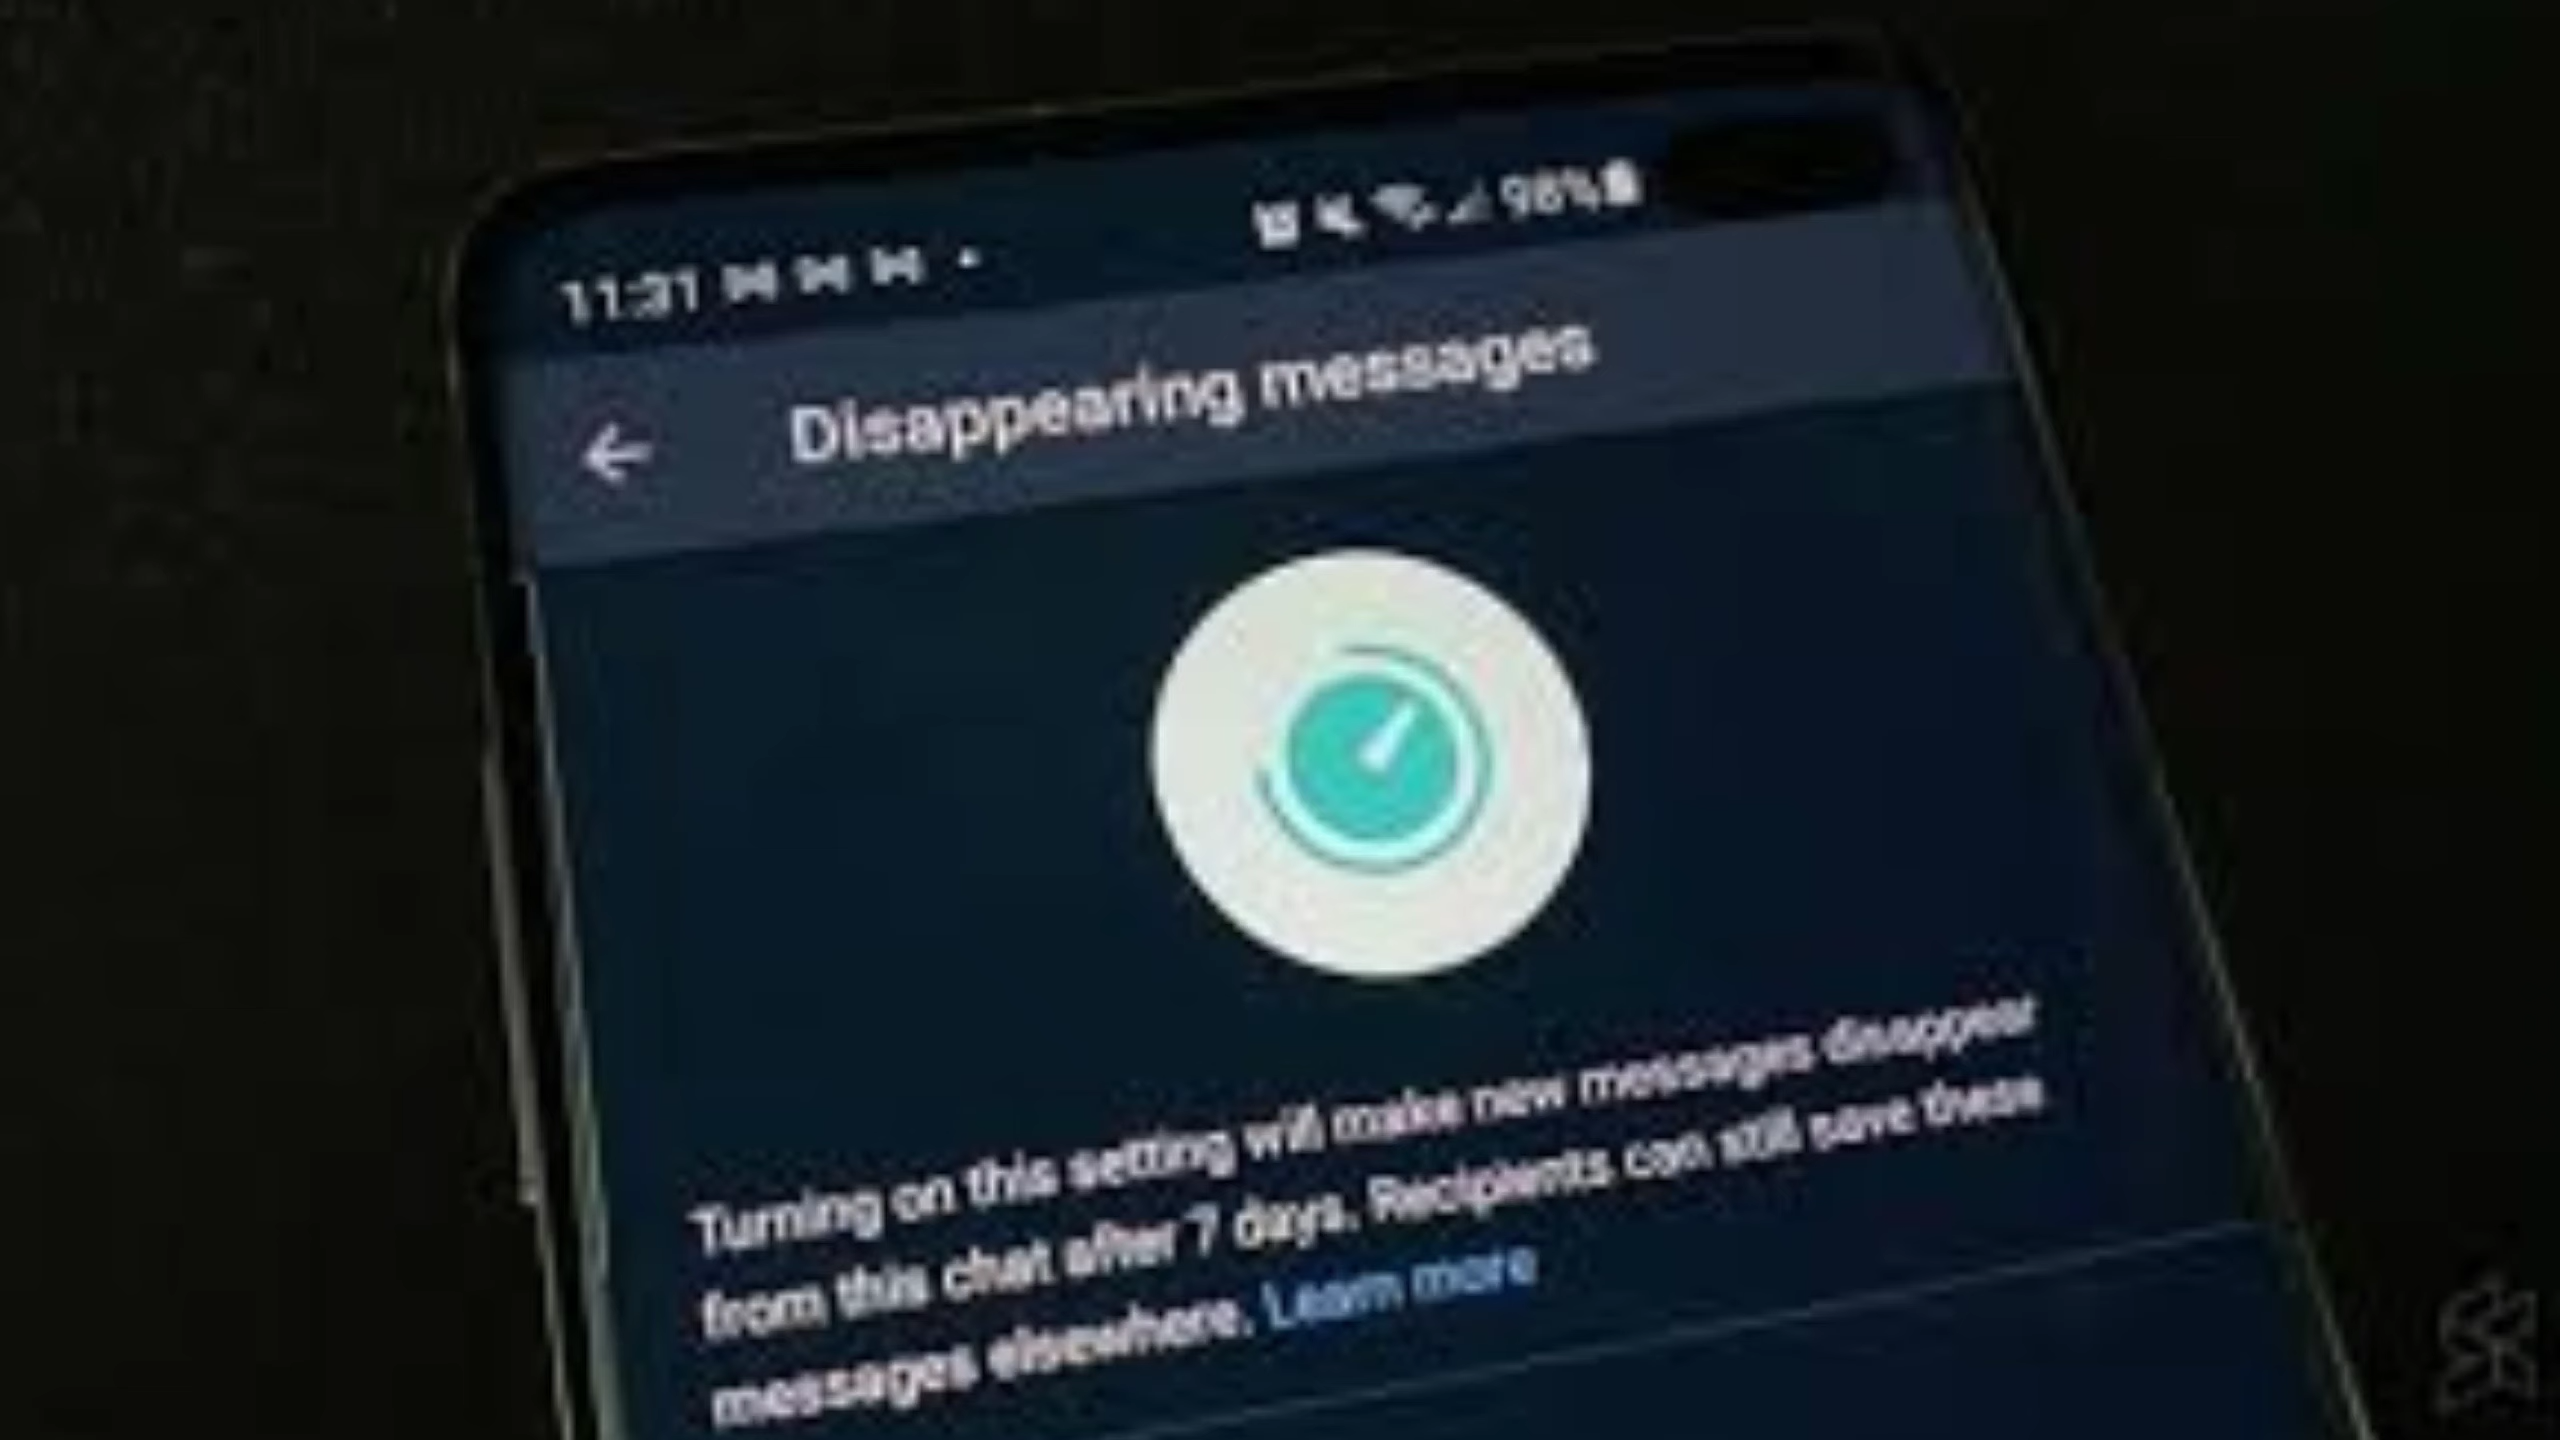 11:31
98%
Disappearing messages
Turning on this setting will make new messages disappear
from this chat after 7 days. Recipients can still save these
messages elsewhere. Learn more